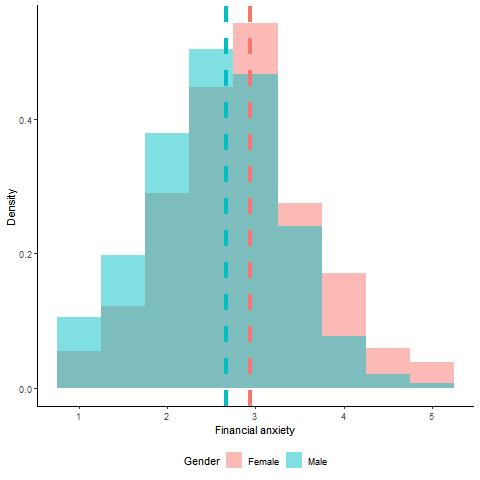 Density
0.4
0.2
0.0
1 2 3 4 5
Financial anxiety
Gender Female Male